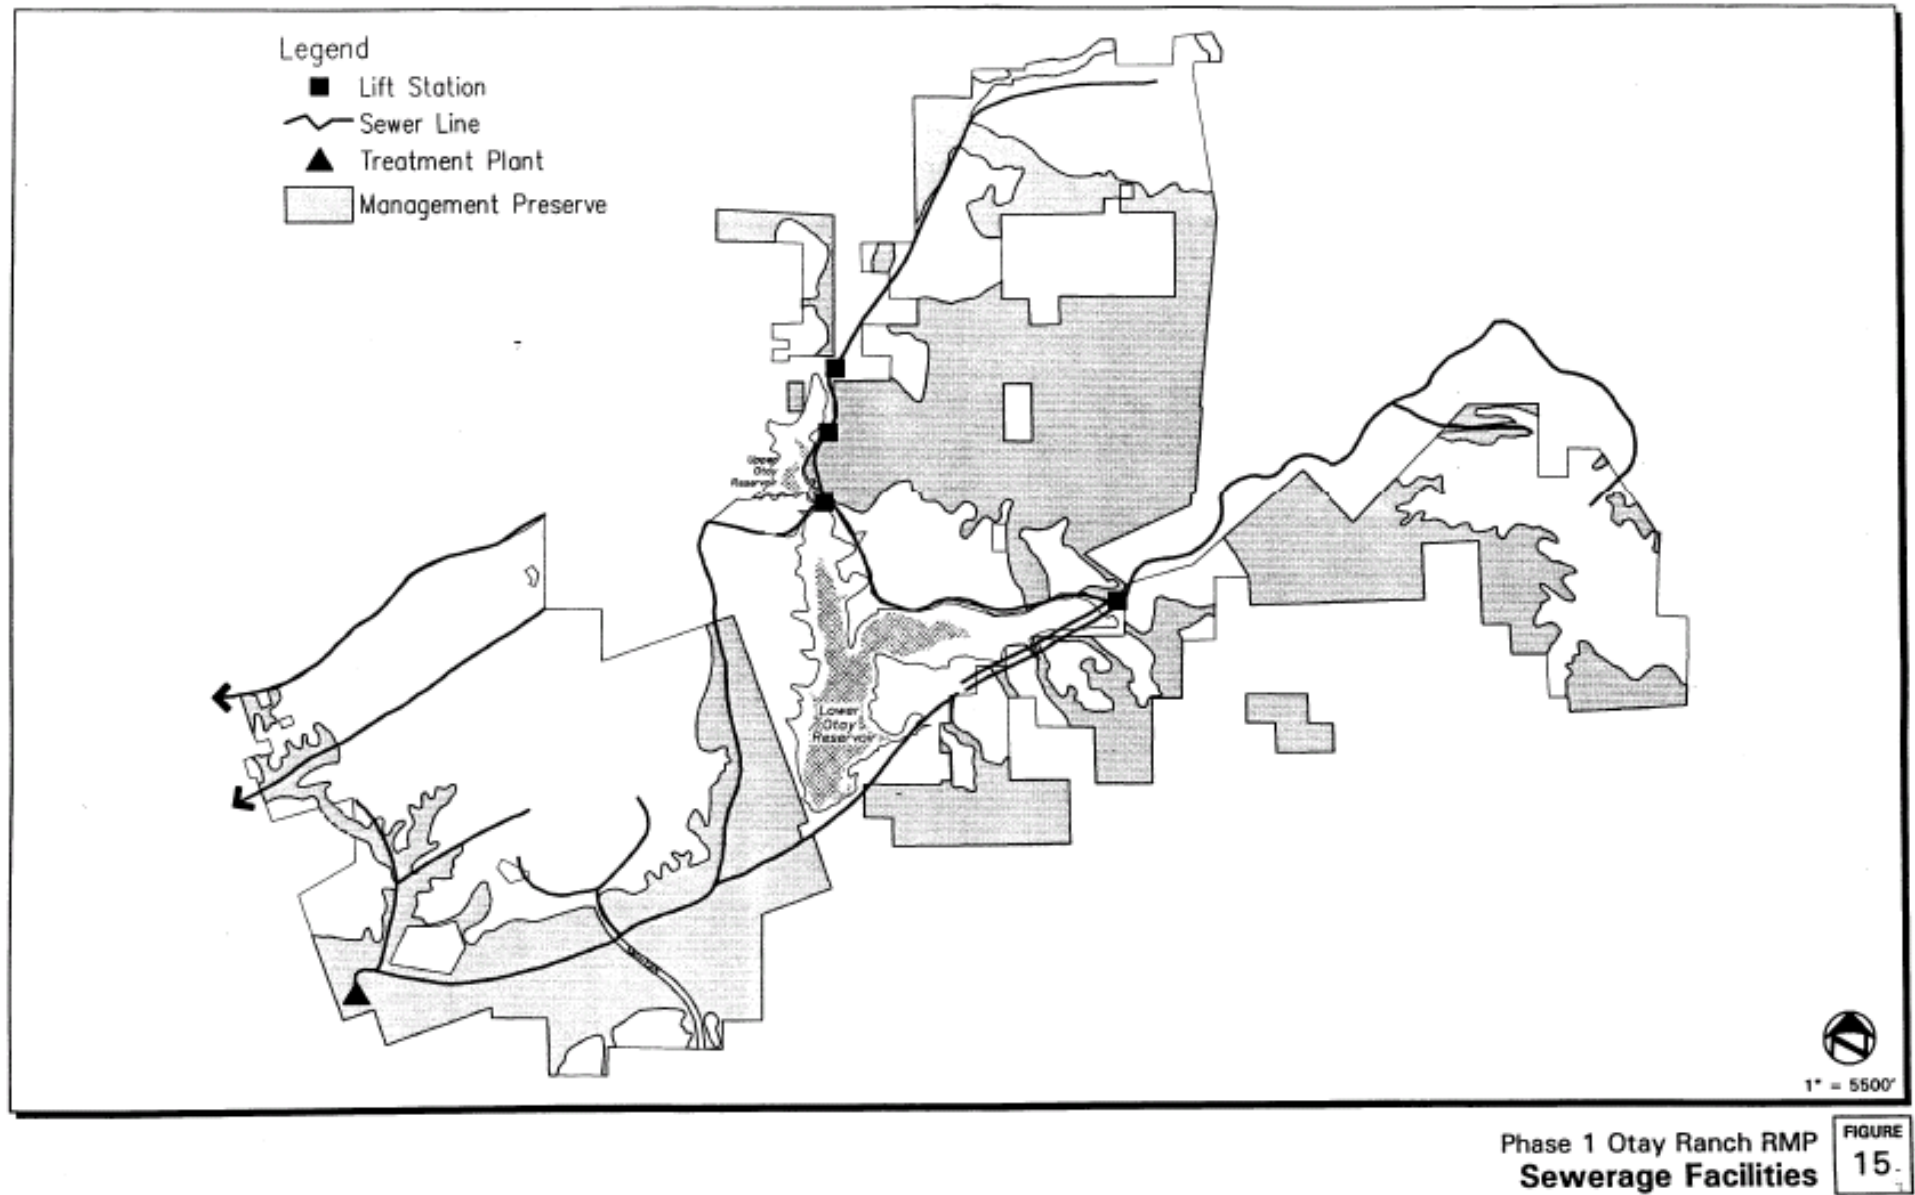 Legend
Lift Station
Sewer Line
Treatment Plant
Management Preserve
Upper
Otay
Reservoir
Lower
Otay
Reservoir
1" = 5500'
Phase 1 Otay Ranch RMP
Sewerage Facilities
FIGURE
15